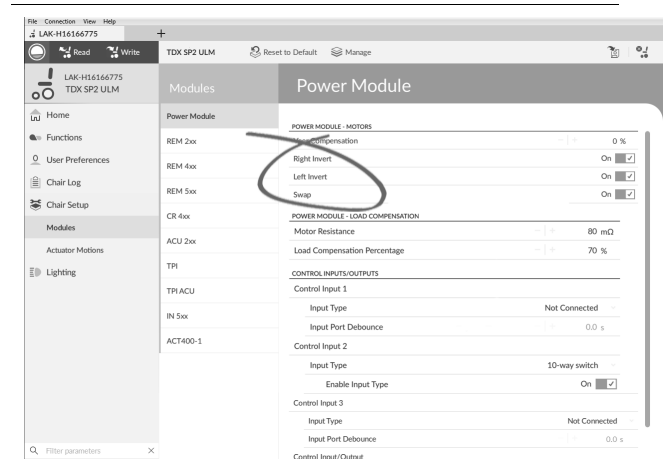 File Connection View Help
LAK-H16166775 +
Read Write TDX SP2 ULM Reset to Default Manage
LAK-H16166775
TDX SP2 ULM
Modules
Power Module
Home
Functions
User Preferences
Chair Log
Chair Setup
Modules
Actuator Motions
Lighting
Filter parameters
Power Module
REM 2xx
REM 4xx
REM 5xx
CR 4xx
ACU 2xx
TPI
TPI ACU
IN 5xx
ACT400-1
POWER MODULE - MOTORS
Compensation - + 0 %
Right Invert On
Left Invert On
Swap On
POWER MODULE - LOAD COMPENSATION
Motor Resistance - + 80 mΩ
Load Compensation Percentage - + 70 %
CONTROL INPUTS/OUTPUTS
Control Input 1
Input Type Not Connected
Input Port Debounce + 0.0 s
Control Input 2
Input Type 10-way switch
Enable Input Type On
Control Input 3
Input Type Not Connected
Input Port Debounce 0.0 s
Control Input/Output